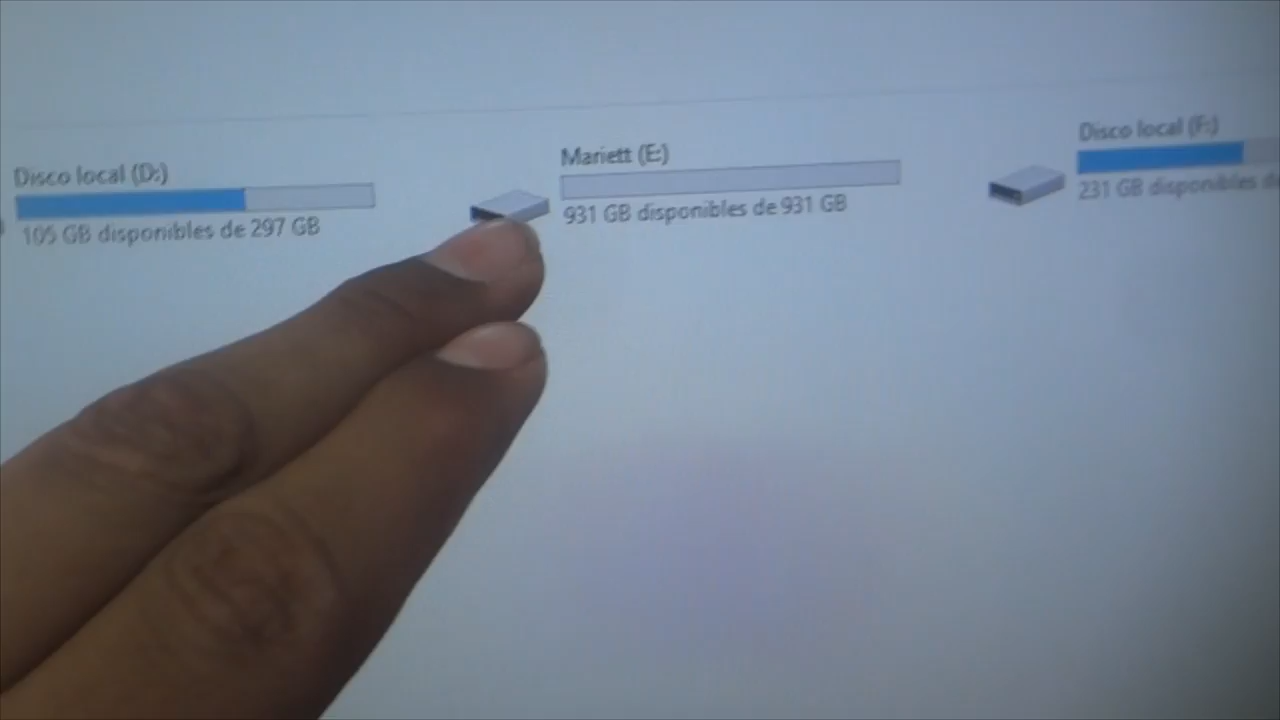 Disco local (D:)
105 GB disponibles de 297 GB
Mariett (E:)
931 GB disponibles de 931 GB
Disco local (F:)
231 GB disponibles d